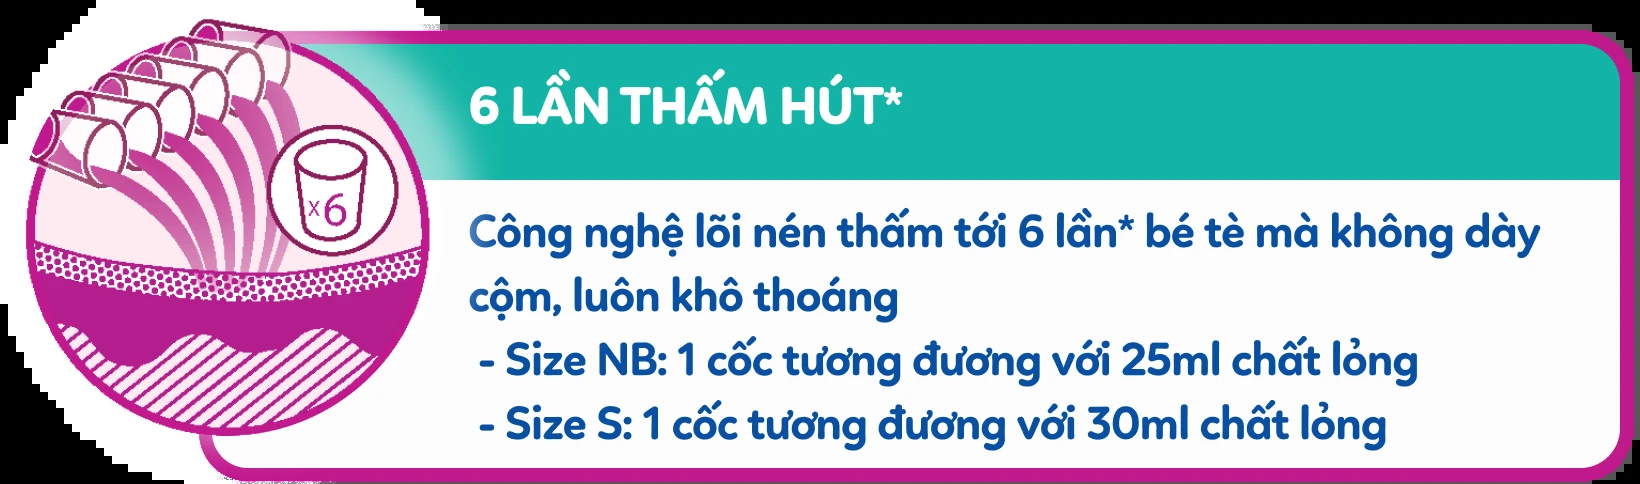 6 LẦN THẤM HÚT*
x6
Công nghệ lõi nén thấm tới 6 lần* bé tè mà không dày
cộm, luôn khô thoáng
- Size NB: 1 cốc tương đương với 25ml chất lỏng
- Size S: 1 cốc tương đương với 30ml chất lỏng